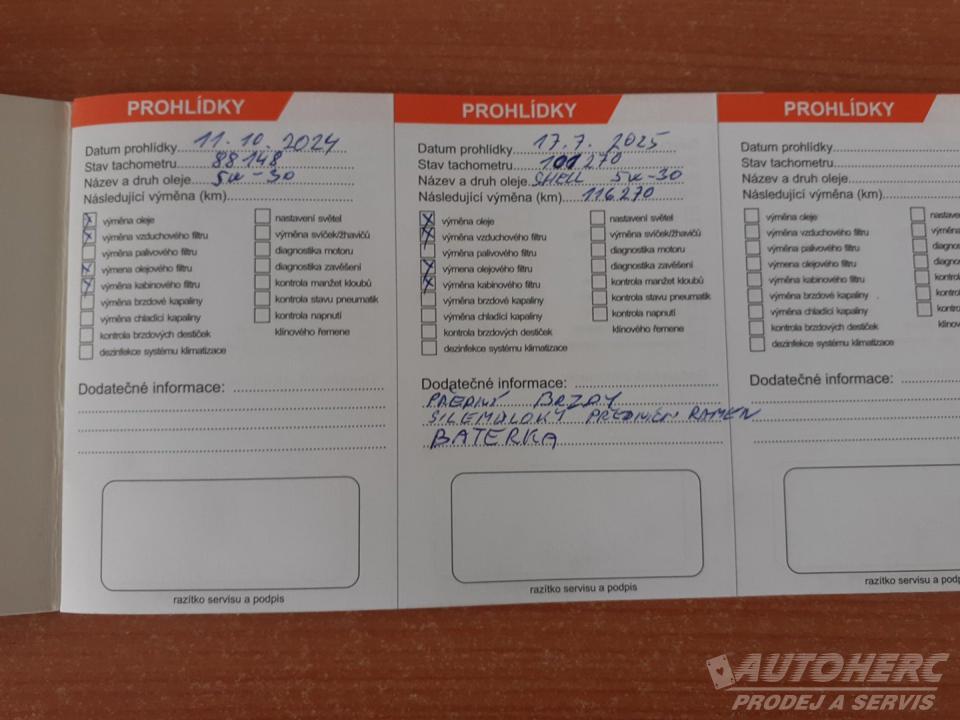 PROHLÍDKY
Datum prohlídky 11.10.2024
Stav tachometru 88148
Název a druh oleje 5W-30
Následující výměna (km)
výměna oleje
výměna vzduchového filtru
výměna palivového filtru
výmena olejového filtru
výměna kabinového filtru
výměna brzdové kapaliny
výměna chladící kapaliny
kontrola brzdových destiček
dezinfekce systému klimatizace
nastavení světel
výměna svíček/žhavičů
diagnostika motoru
diagnostika zavěšení
kontrola manžet kloubů
kontrola stavu pneumatik
kontrola napnutí
klínového řemene
Dodatečné informace:
razítko servisu a podpis
PROHLÍDKY
Datum prohlídky 17.7. 2025
Stav tachometru 101270
Název a druh oleje SHELL 5W-30
Následující výměna (km) 116270
výměna oleje
výměna vzduchového filtru
výměna palivového filtru
výmena olejového filtru
výměna kabinového filtru
výměna brzdové kapaliny
výměna chladící kapaliny
kontrola brzdových destiček
dezinfekce systému klimatizace
nastavení světel
výměna svíček/žhavičů
diagnostika motoru
diagnostika zavěšení
kontrola manžet kloubů
kontrola stavu pneumatik
kontrola napnutí
klínového řemene
Dodatečné informace:
PŘEDNÍ BRZDY
RAMEN
BATERKA
razítko servisu a podpis
PROHLÍDKY
Datum prohlídky
Stav tachometru
Název a druh oleje
Následující výměna (km)
výměna oleje
výměna vzduchového filtru
výměna palivového filtru
výmena olejového filtru
výměna kabinového filtru
výměna brzdové kapaliny
výměna chladící kapaliny
kontrola brzdových destiček
dezinfekce systému klimatizace
Dodatečné informace:
razítko servisu a podp
AUTOHERC
PRODEJ A SERVIS